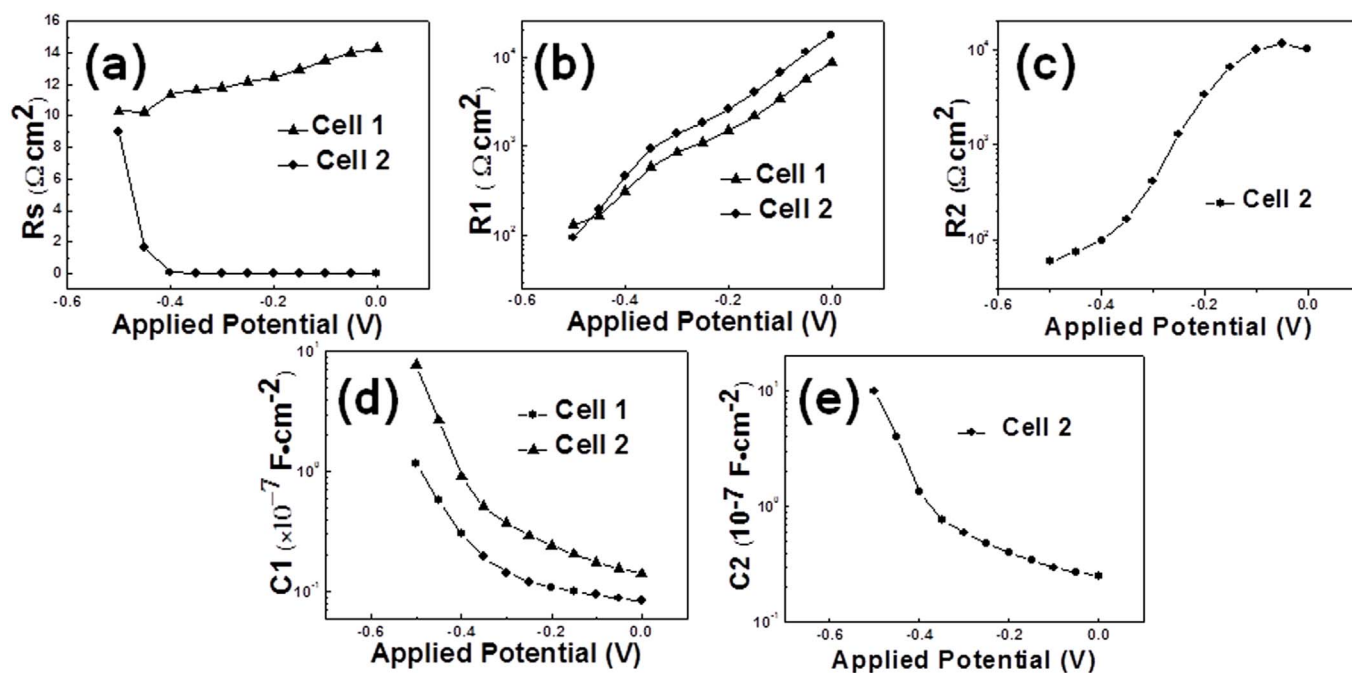 (a)
Rs (Ω cm²)
16
14
12
10
8
6
4
2
0
Cell 1
Cell 2
-0.6
-0.4
-0.2
0.0
Applied Potential (V)
(b)
R1 (Ω cm²)
10⁴
10³
10²
Cell 1
Cell 2
-0.6
-0.4
-0.2
0.0
Applied Potential (V)
(c)
R2 (Ω cm²)
10⁴
10³
10²
Cell 2
-0.6
-0.4
-0.2
0.0
Applied Potential (V)
(d)
C1 (×10⁻⁷ F•cm⁻²)
10¹
10⁰
10⁻¹
Cell 1
Cell 2
-0.6
-0.4
-0.2
0.0
Applied Potential (V)
(e)
C2 (10-7 F•cm-2)
10¹
10⁰
10⁻¹
Cell 2
-0.6
-0.4
-0.2
0.0
Applied Potential (V)